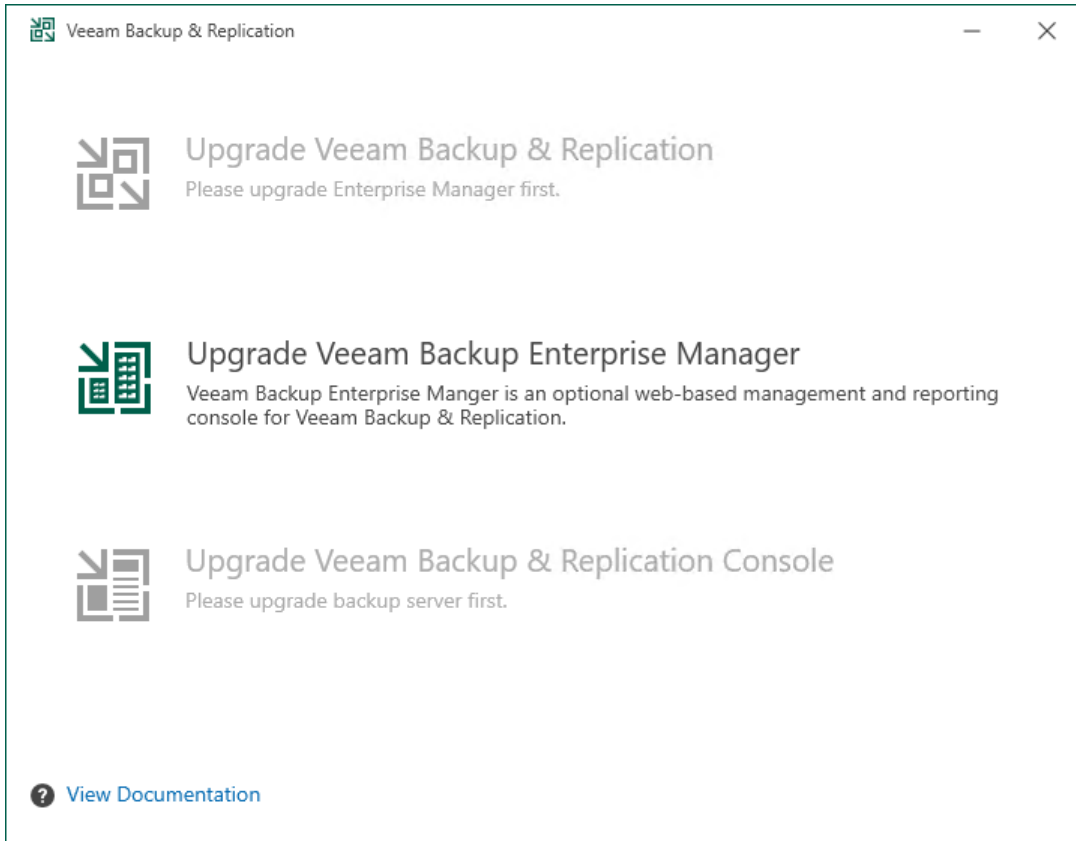 Veeam Backup & Replication
Upgrade Veeam Backup & Replication
Please upgrade Enterprise Manager first.
Upgrade Veeam Backup Enterprise Manager
Veeam Backup Enterprise Manger is an optional web-based management and reporting
console for Veeam Backup & Replication.
Upgrade Veeam Backup & Replication Console
Please upgrade backup server first.
? View Documentation